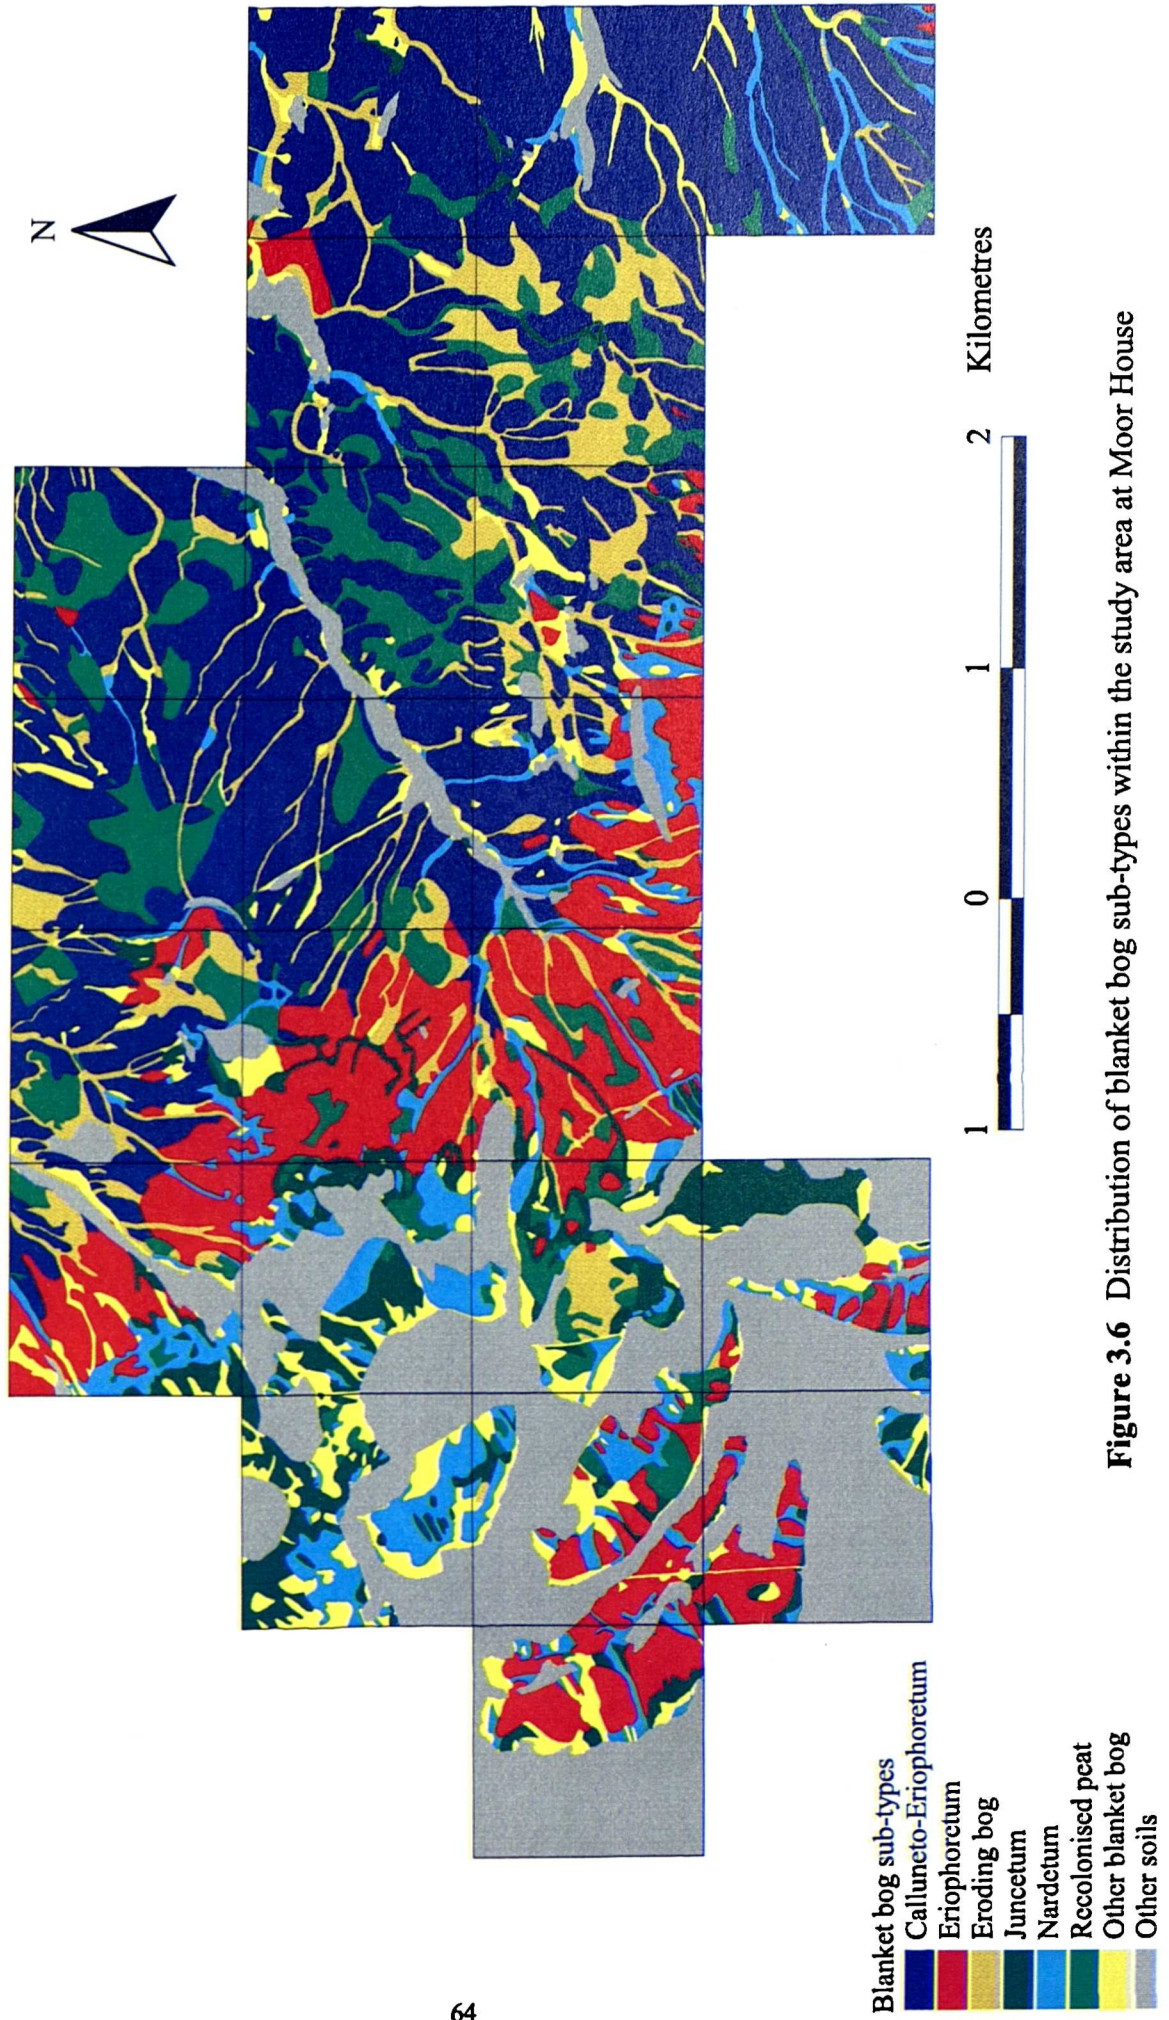 N
Blanket bog sub-types
Calluneto-Eriophoretum
Eriophoretum
Eroding bog
Juncetum
Nardetum
Recolonised peat
Other blanket bog
Other soils
1 0 1 2 Kilometres
Figure 3.6 Distribution of blanket bog sub-types within the study area at Moor House
64